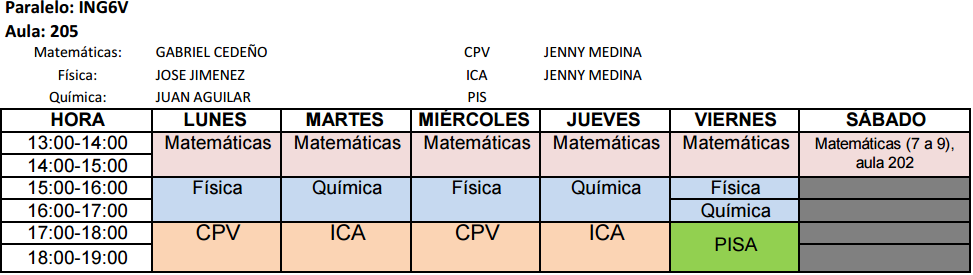 Paralelo: ING6V
Aula: 205
Matemáticas: GABRIEL CEDEÑO CPV JENNY MEDINA
Física: JOSE JIMENEZ ICA JENNY MEDINA
Química: JUAN AGUILAR PIS
HORA LUNES MARTES MIÉRCOLES JUEVES VIERNES SÁBADO
13:00-14:00 Matemáticas Matemáticas Matemáticas Matemáticas Matemáticas Matemáticas (7 a 9),
14:00-15:00 aula 202
15:00-16:00 Física Química Física Química Física
16:00-17:00 Química
17:00-18:00 CPV ICA CPV ICA PISA
18:00-19:00